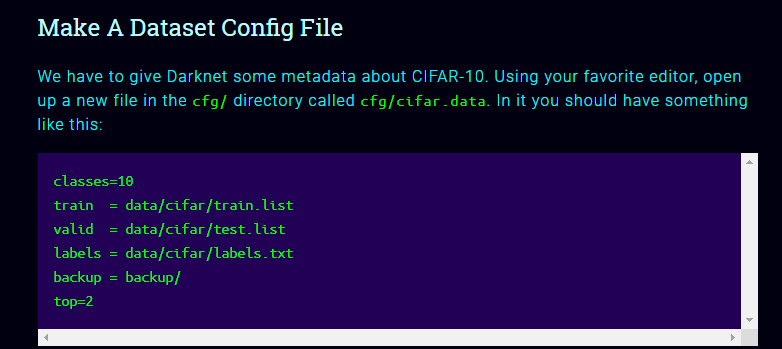 Make A Dataset Config File
We have to give Darknet some metadata about CIFAR-10. Using your favorite editor, open
up a new file in the cfg/ directory called cfg/cifar.data. In it you should have something
like this:
classes=10
train  = data/cifar/train.list
valid  = data/cifar/test.list
labels = data/cifar/labels.txt
backup = backup/
top=2